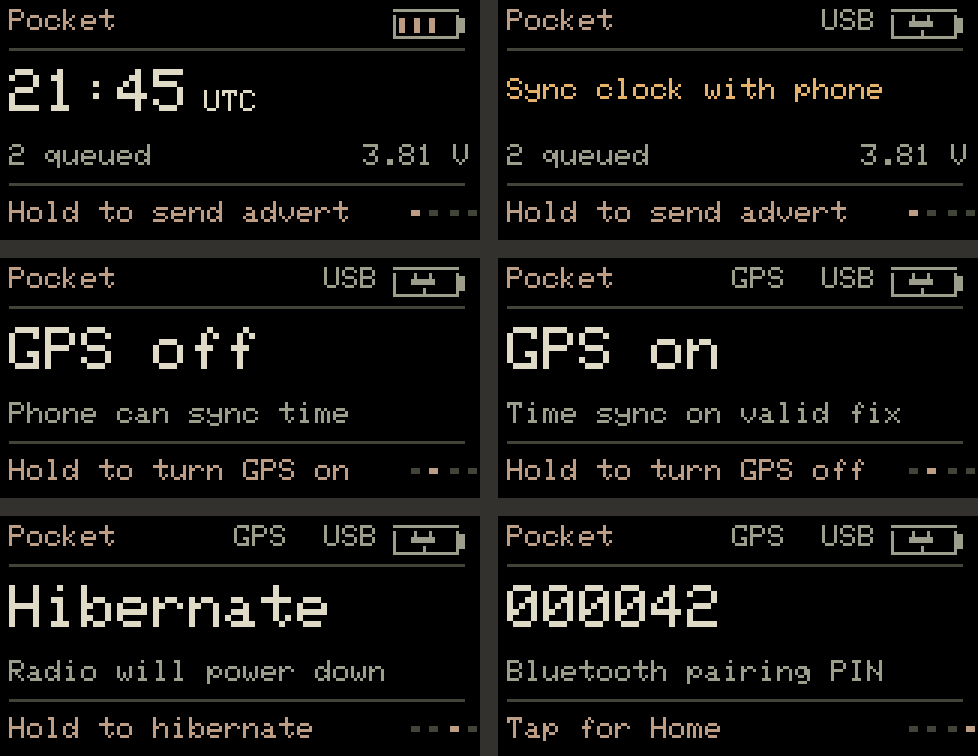 Pocket
21:45 UTC
2 queued 3.81 V
Hold to send advert
Pocket USB
Sync clock with phone
2 queued 3.81 V
Hold to send advert
Pocket USB
GPS off
Phone can sync time
Hold to turn GPS on
Pocket GPS USB
GPS on
Time sync on valid fix
Hold to turn GPS off
Pocket GPS USB
Hibernate
Radio will power down
Hold to hibernate
Pocket GPS USB
000042
Bluetooth pairing PIN
Tap for Home